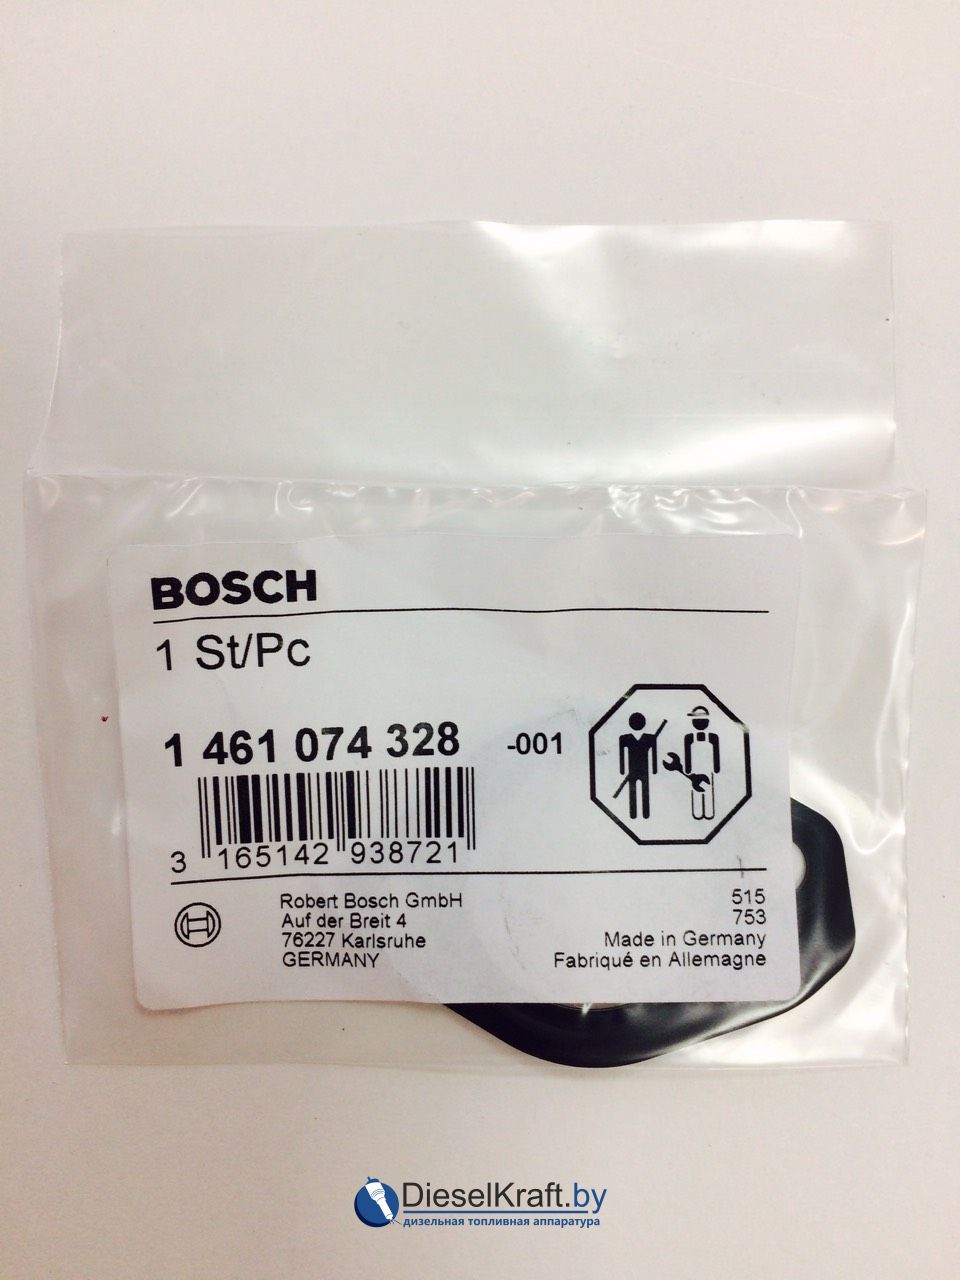 BOSCH
1 St/Pc
1 461 074 328 -001
3 165142 938721
Robert Bosch GmbH
Auf der Breit 4
76227 Karlsruhe
GERMANY
515
753
Made in Germany
Fabriqué en Allemagne
DieselKraft.by
дизельная топливная аппаратура